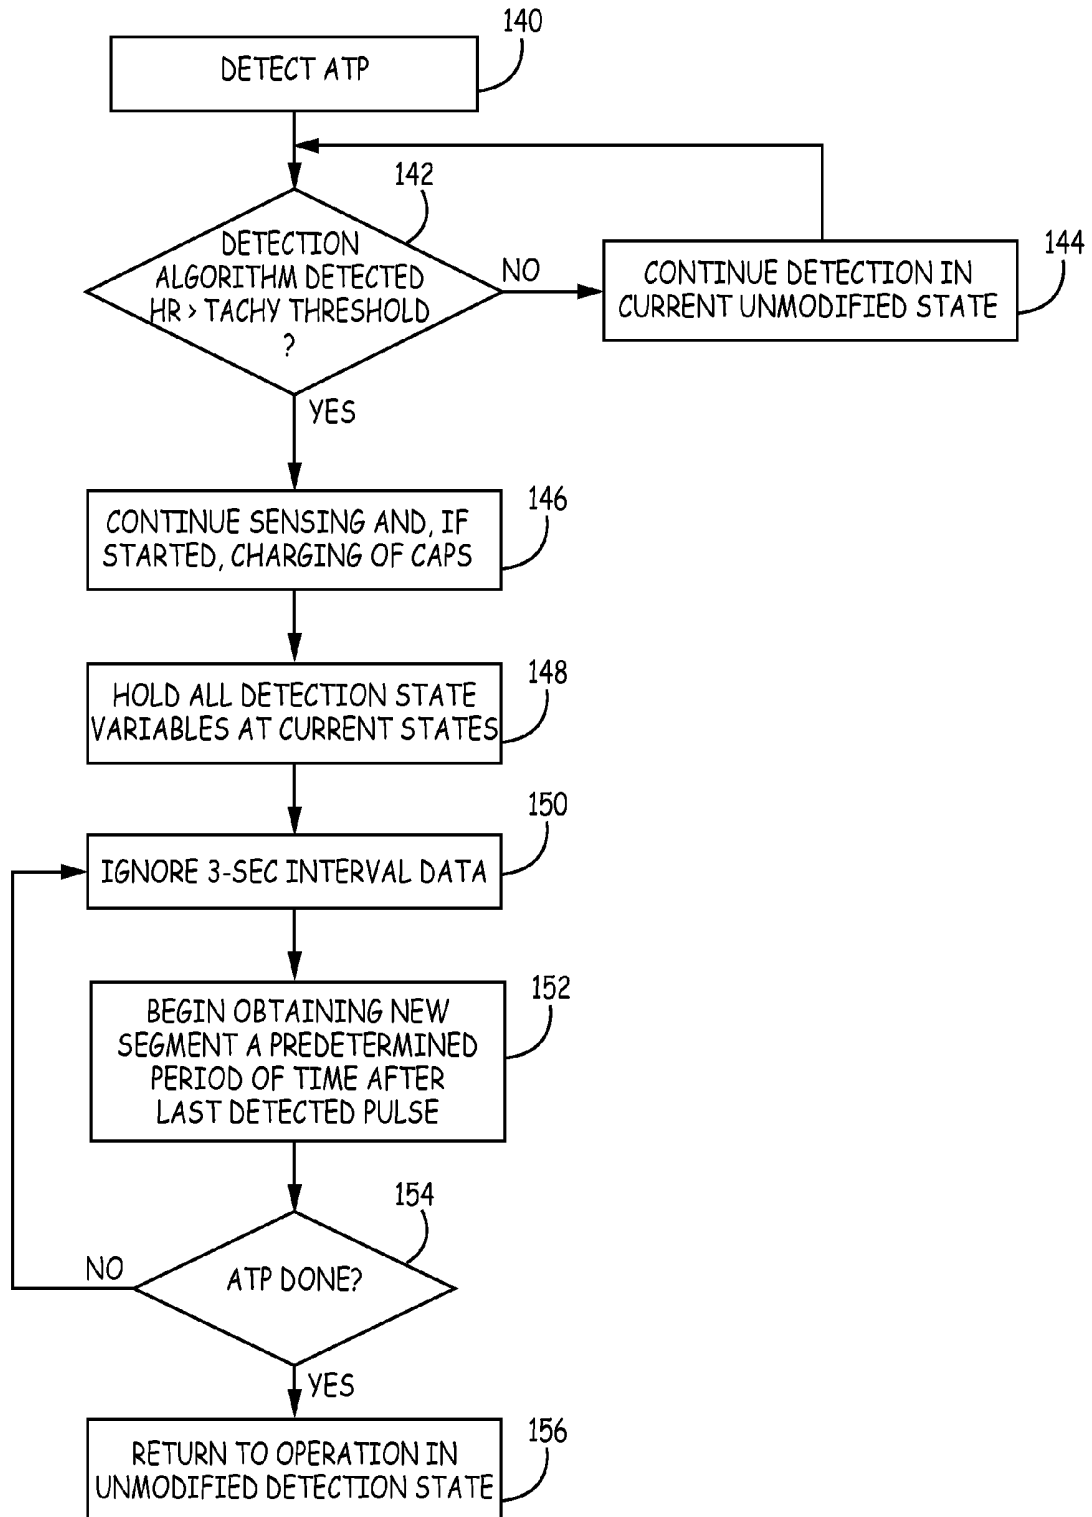 140
DETECT ATP
142
DETECTION
ALGORITHM DETECTED
HR > TACHY THRESHOLD
?
NO
144
CONTINUE DETECTION IN
CURRENT UNMODIFIED STATE
YES
146
CONTINUE SENSING AND, IF
STARTED, CHARGING OF CAPS
148
HOLD ALL DETECTION STATE
VARIABLES AT CURRENT STATES
150
IGNORE 3-SEC INTERVAL DATA
152
BEGIN OBTAINING NEW
SEGMENT A PREDETERMINED
PERIOD OF TIME AFTER
LAST DETECTED PULSE
154
NO
ATP DONE?
YES
156
RETURN TO OPERATION IN
UNMODIFIED DETECTION STATE